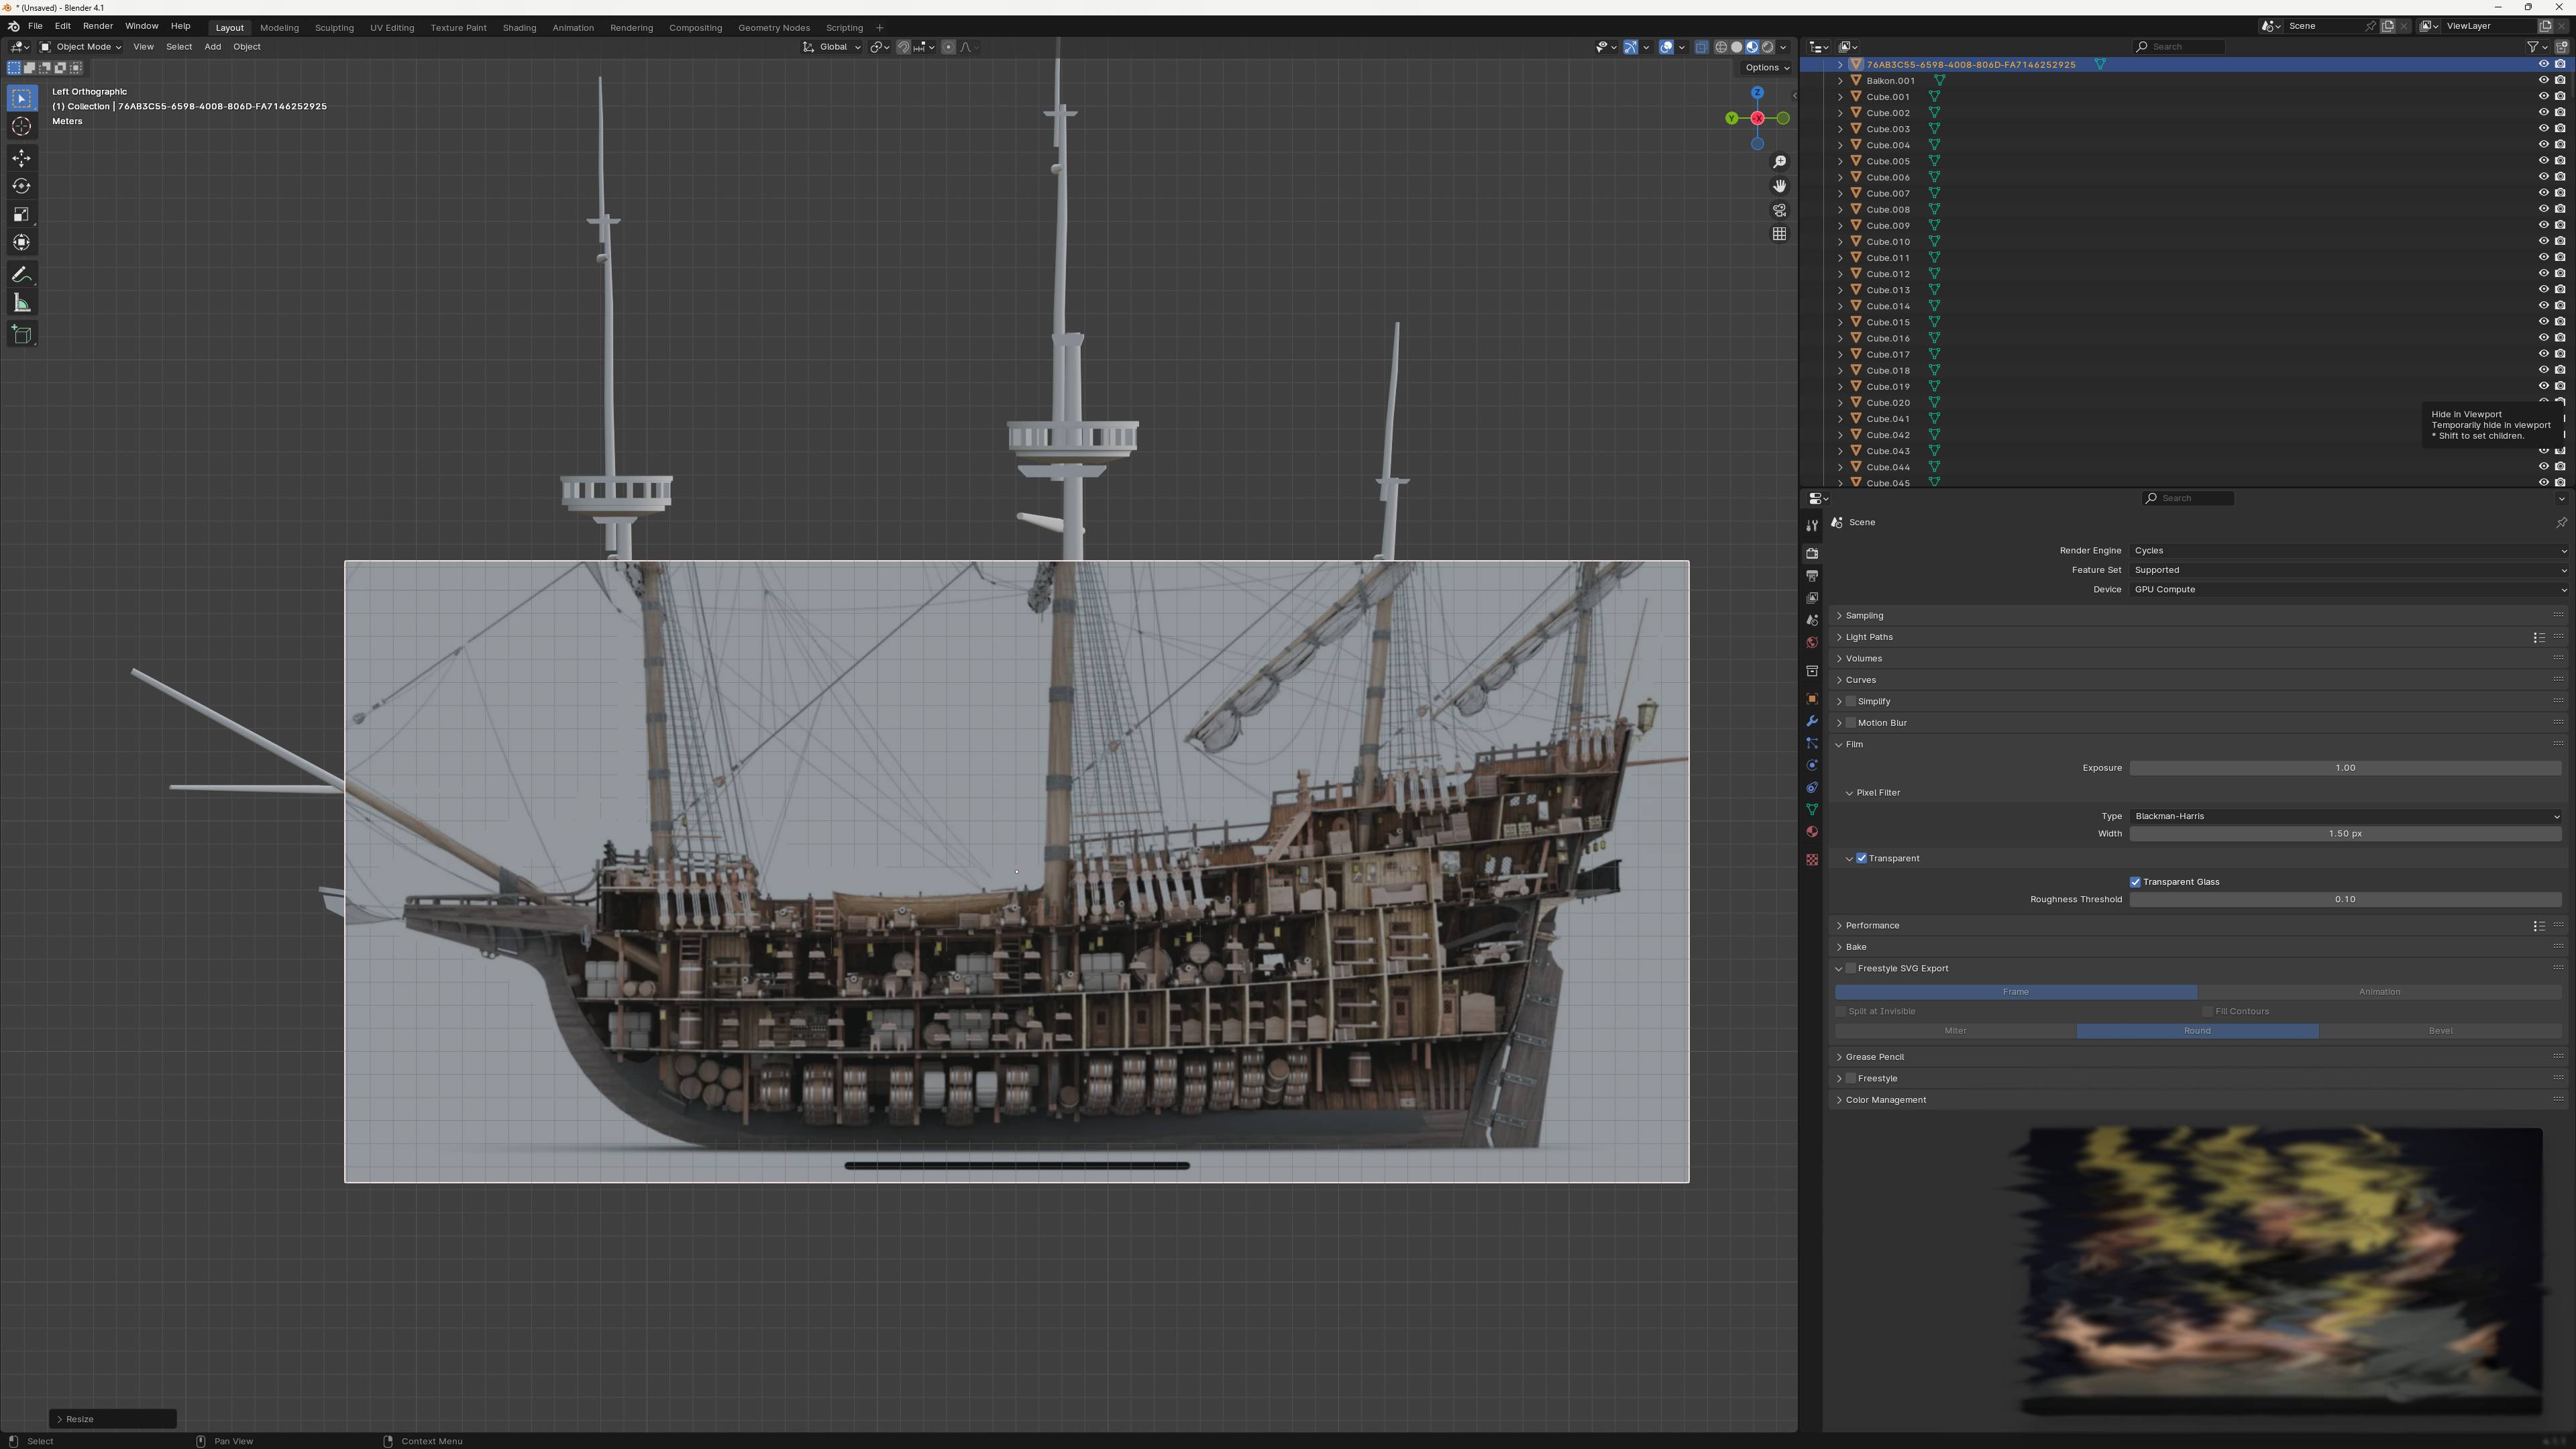 * (Unsaved) - Blender 4.1
File Edit Render Window Help Layout Modeling Sculpting UV Editing Texture Paint Shading Animation Rendering Compositing Geometry Nodes Scripting + Scene ViewLayer
Object Mode View Select Add Object Global Search
Options
Left Orthographic
(1) Collection | 76AB3C55-6598-4008-806D-FA7146252925
Meters
Z
Y
-X
76AB3C55-6598-4008-806D-FA7146252925
Balkon.001
Cube.001
Cube.002
Cube.003
Cube.004
Cube.005
Cube.006
Cube.007
Cube.008
Cube.009
Cube.010
Cube.011
Cube.012
Cube.013
Cube.014
Cube.015
Cube.016
Cube.017
Cube.018
Cube.019
Cube.020
Cube.041
Cube.042
Cube.043
Cube.044
Cube.045
Hide in Viewport
Temporarily hide in viewport
* Shift to set children.
Search
Scene
Render Engine Cycles
Feature Set Supported
Device GPU Compute
Sampling
Light Paths
Volumes
Curves
Simplify
Motion Blur
Film
Exposure 1.00
Pixel Filter
Type Blackman-Harris
Width 1.50 px
Transparent
Transparent Glass
Roughness Threshold 0.10
Performance
Bake
Freestyle SVG Export
Frame Animation
Split at Invisible Fill Contours
Miter Round Bevel
Grease Pencil
Freestyle
Color Management
Resize
Select Pan View Context Menu